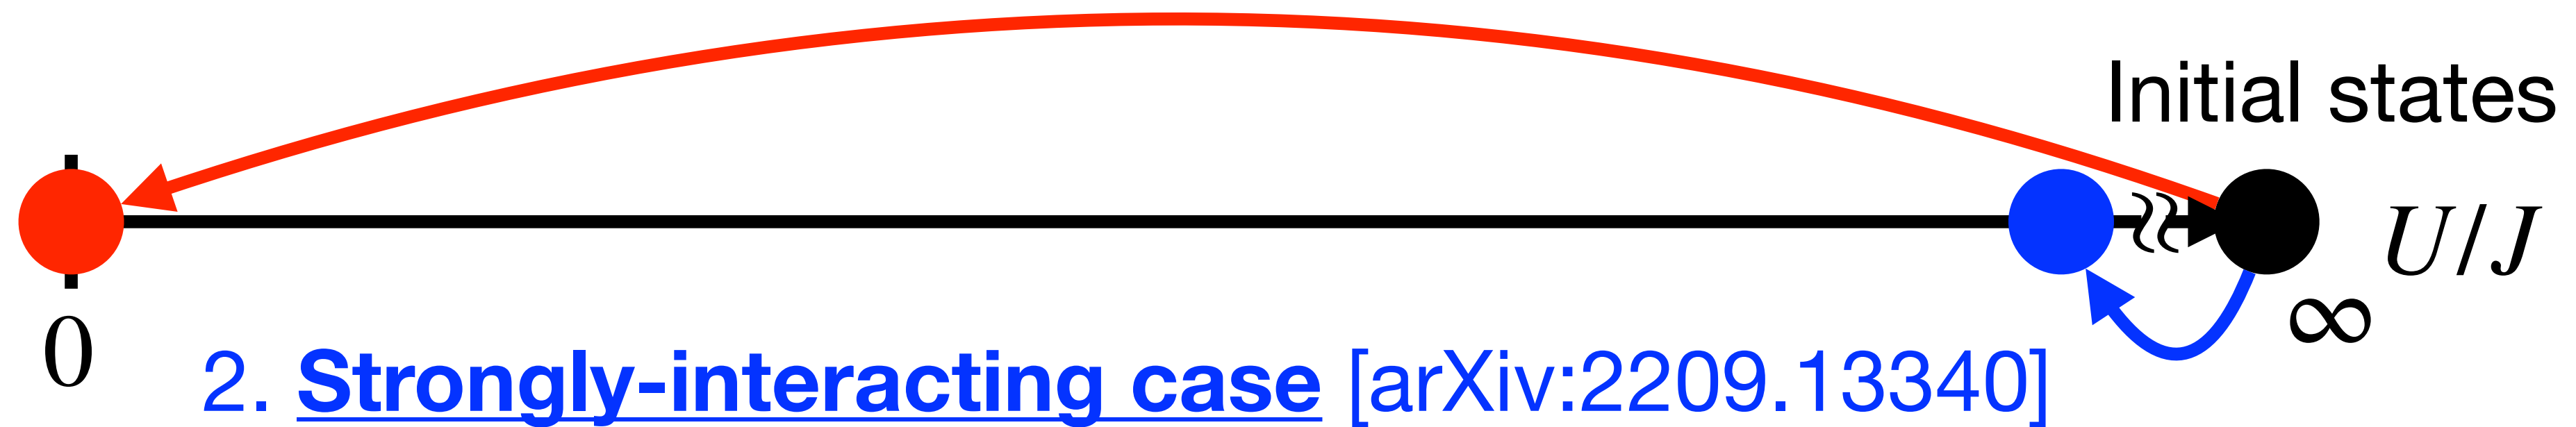 Initial states
U/J
0
∞
2. Strongly-interacting case [arXiv:2209.13340]